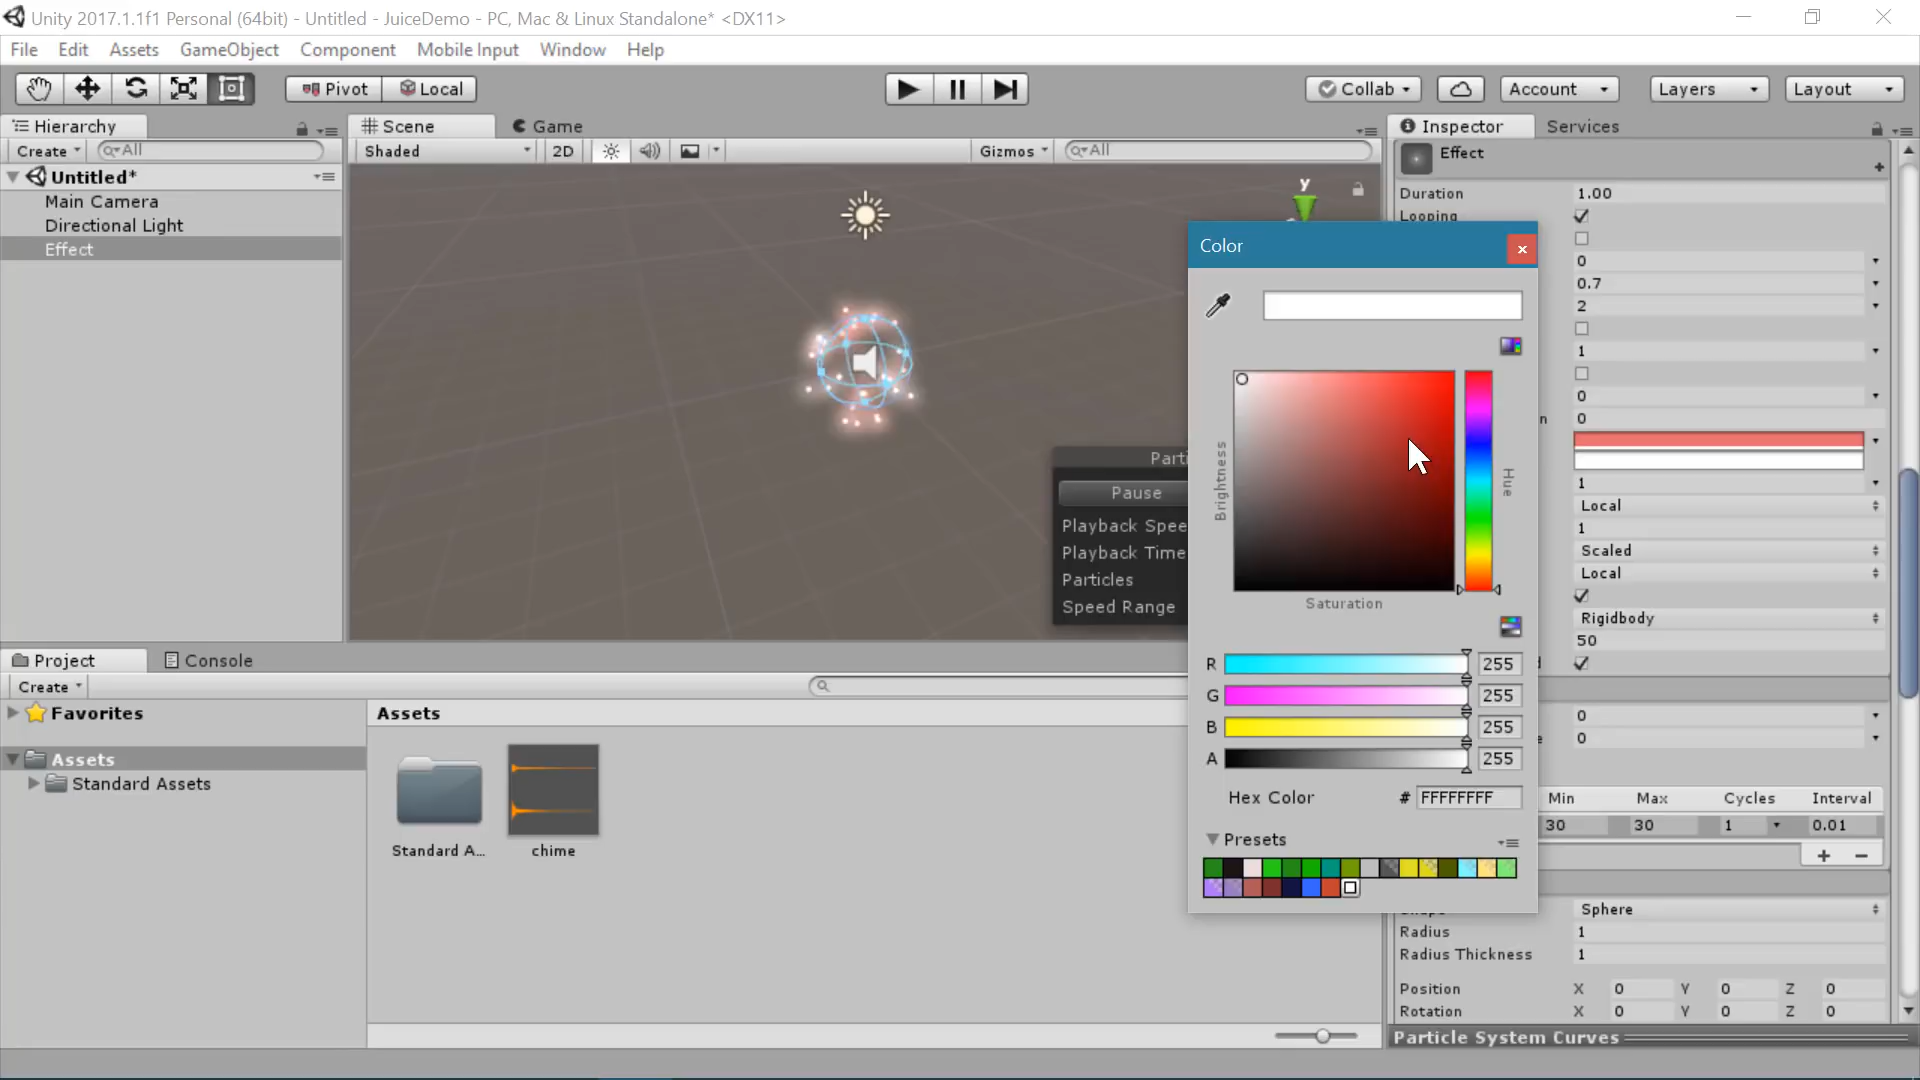 Unity 2017.1.1f1 Personal (64bit) - Untitled - JuiceDemo - PC, Mac & Linux Standalone* <DX11>
File Edit Assets GameObject Component Mobile Input Window Help
Pivot Local Collab Account Layers Layout
Hierarchy Scene Game Inspector Services
Create All Shaded 2D Gizmos All
Effect
Untitled*
Main Camera
Directional Light
Effect
y
Duration 1.00
Looping
0
0.7
2
1
0
n 0
1
Local
1
Scaled
Local
Rigidbody
50
0
0
Min Max Cycles Interval
30 30 1 0.01
Sphere
Radius 1
Radius Thickness 1
Position X 0 Y 0 Z 0
Rotation X 0 Y 0 Z 0
Particle System Curves
Color
Brightness
Hue
Saturation
R 255
G 255
B 255
A 255
Hex Color # FFFFFFFF
Presets
Parti
Pause
Playback Spee
Playback Time
Particles
Speed Range
Project Console
Create
Favorites
Assets
Standard Assets
Assets
Standard A...
chime